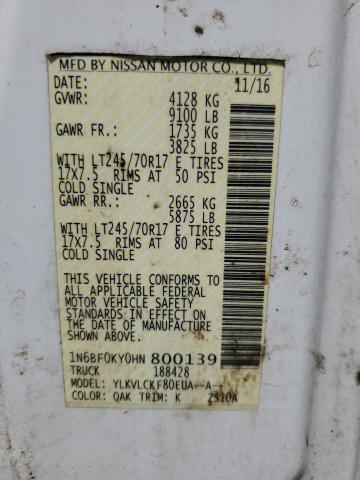 MFD BY NISSAN MOTOR CO., LTD.
DATE: 11/16
GVWR: 4128 KG
9100 LB
GAWR FR.: 1735 KG
3825 LB
WITH LT245/70R17 E TIRES
17X7.5 RIMS AT 50 PSI
COLD SINGLE
GAWR RR.: 2665 KG
5875 LB
WITH LT245/70R17 E TIRES
17X7.5 RIMS AT 80 PSI
COLD SINGLE
THIS VEHICLE CONFORMS TO
ALL APPLICABLE FEDERAL
MOTOR VEHICLE SAFETY
STANDARDS IN EFFECT ON
THE DATE OF MANUFACTURE
SHOWN ABOVE.
1N6BF0KY0HN 800139
TRUCK 188428
MODEL: YLKVLCKF80EUA--A--
COLOR: QAK TRIM: K ZS10A